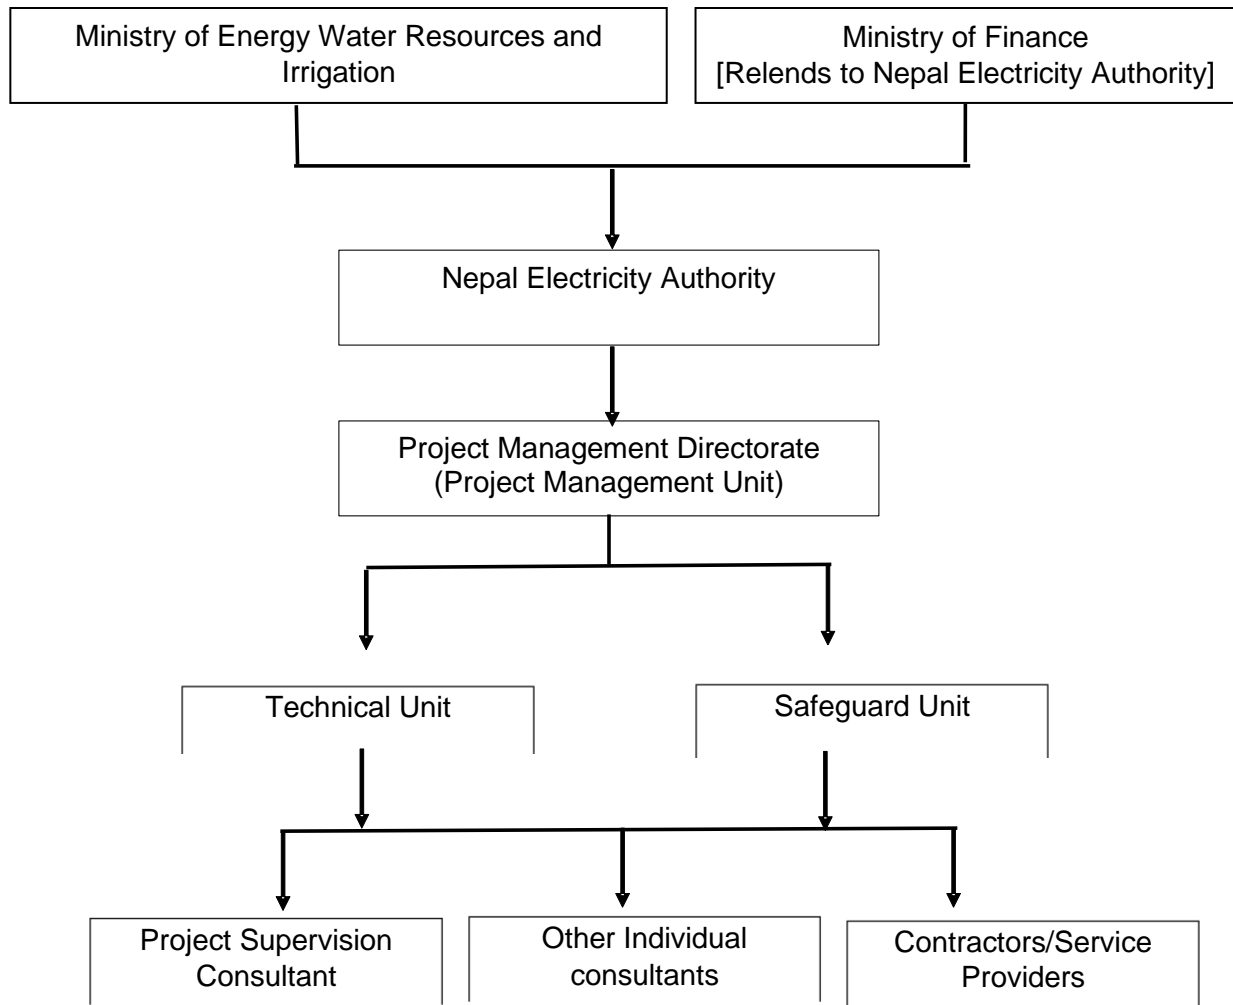 Ministry of Energy Water Resources and
Irrigation
Ministry of Finance
[Relends to Nepal Electricity Authority]
Nepal Electricity Authority
Project Management Directorate
(Project Management Unit)
Technical Unit
Safeguard Unit
Project Supervision
Consultant
Other Individual
consultants
Contractors/Service
Providers